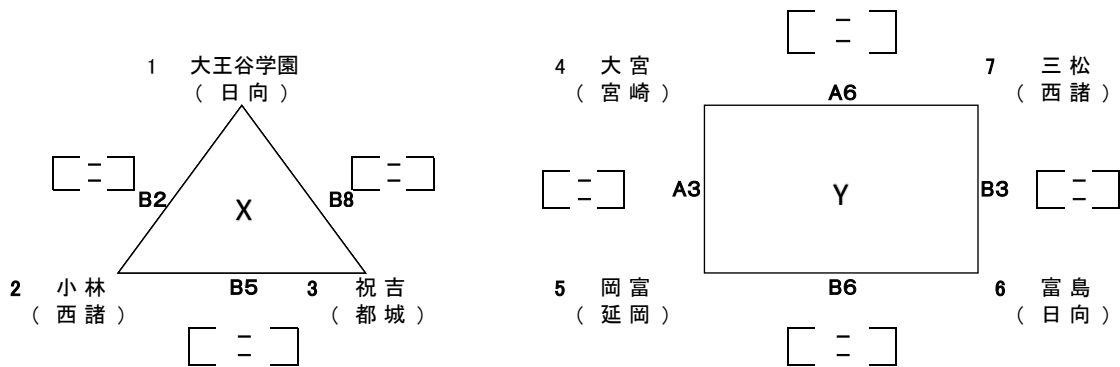 1 大王谷学園
( 日 向 )
B2
B8
X
2 小 林
( 西 諸 )
B5
3 祝 吉
( 都 城 )
4 大 宮
( 宮 崎 )
A6
7 三 松
( 西 諸 )
A3
Y
B3
5 岡 富
( 延 岡 )
B6
6 富 島
( 日 向 )